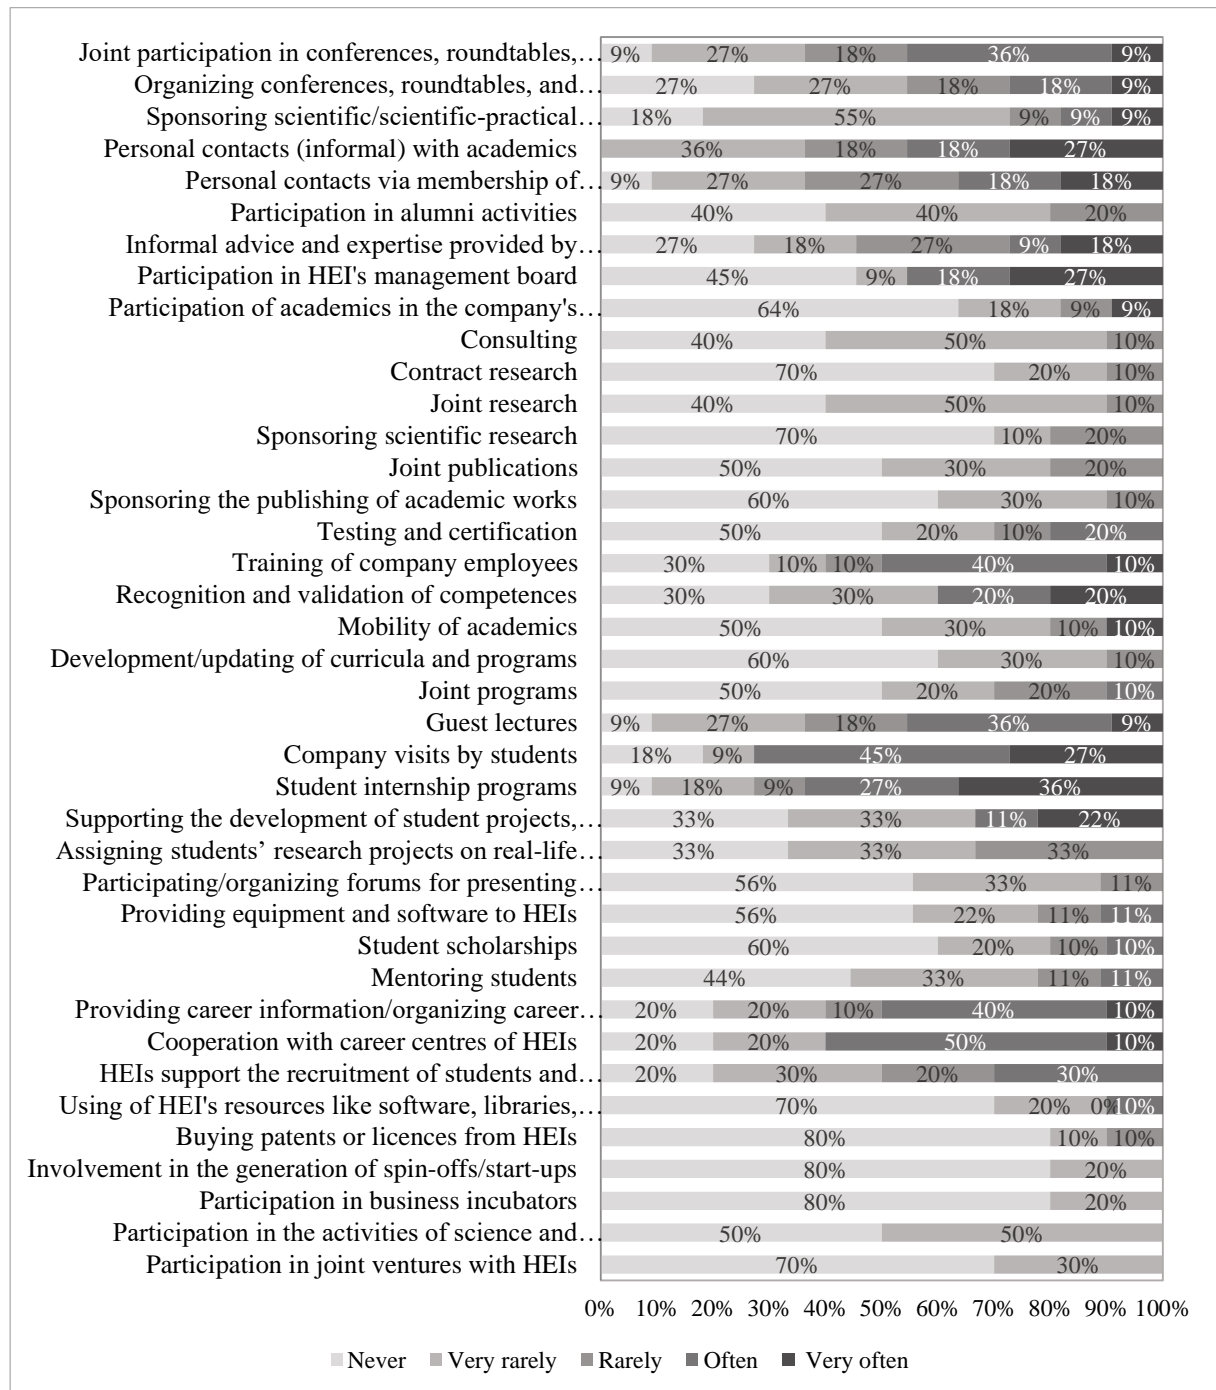 Joint participation in conferences, roundtables,… 9% 27% 18% 36% 9%
Organizing conferences, roundtables, and… 27% 27% 18% 18% 9%
Sponsoring scientific/scientific-practical… 18% 55% 9% 9% 9%
Personal contacts (informal) with academics 36% 18% 18% 27%
Personal contacts via membership of… 9% 27% 27% 18% 18%
Participation in alumni activities 40% 40% 20%
Informal advice and expertise provided by… 27% 18% 27% 9% 18%
Participation in HEI's management board 45% 9% 18% 27%
Participation of academics in the company's… 64% 18% 9% 9%
Consulting 40% 50% 10%
Contract research 70% 20% 10%
Joint research 40% 50% 10%
Sponsoring scientific research 70% 10% 20%
Joint publications 50% 30% 20%
Sponsoring the publishing of academic works 60% 30% 10%
Testing and certification 50% 20% 10% 20%
Training of company employees 30% 10% 10% 40% 10%
Recognition and validation of competences 30% 30% 20% 20%
Mobility of academics 50% 30% 10% 10%
Development/updating of curricula and programs 60% 30% 10%
Joint programs 50% 20% 20% 10%
Guest lectures 9% 27% 18% 36% 9%
Company visits by students 18% 9% 45% 27%
Student internship programs 9% 18% 9% 27% 36%
Supporting the development of student projects,… 33% 33% 11% 22%
Assigning students’ research projects on real-life… 33% 33% 33%
Participating/organizing forums for presenting… 56% 33% 11%
Providing equipment and software to HEIs 56% 22% 11% 11%
Student scholarships 60% 20% 10% 10%
Mentoring students 44% 33% 11% 11%
Providing career information/organizing career… 20% 20% 10% 40% 10%
Cooperation with career centres of HEIs 20% 20% 50% 10%
HEIs support the recruitment of students and… 20% 30% 20% 30%
Using of HEI's resources like software, libraries,… 70% 20% 0% 10%
Buying patents or licences from HEIs 80% 10% 10%
Involvement in the generation of spin-offs/start-ups 80% 20%
Participation in business incubators 80% 20%
Participation in the activities of science and… 50% 50%
Participation in joint ventures with HEIs 70% 30%
0% 10% 20% 30% 40% 50% 60% 70% 80% 90% 100%
Never Very rarely Rarely Often Very often